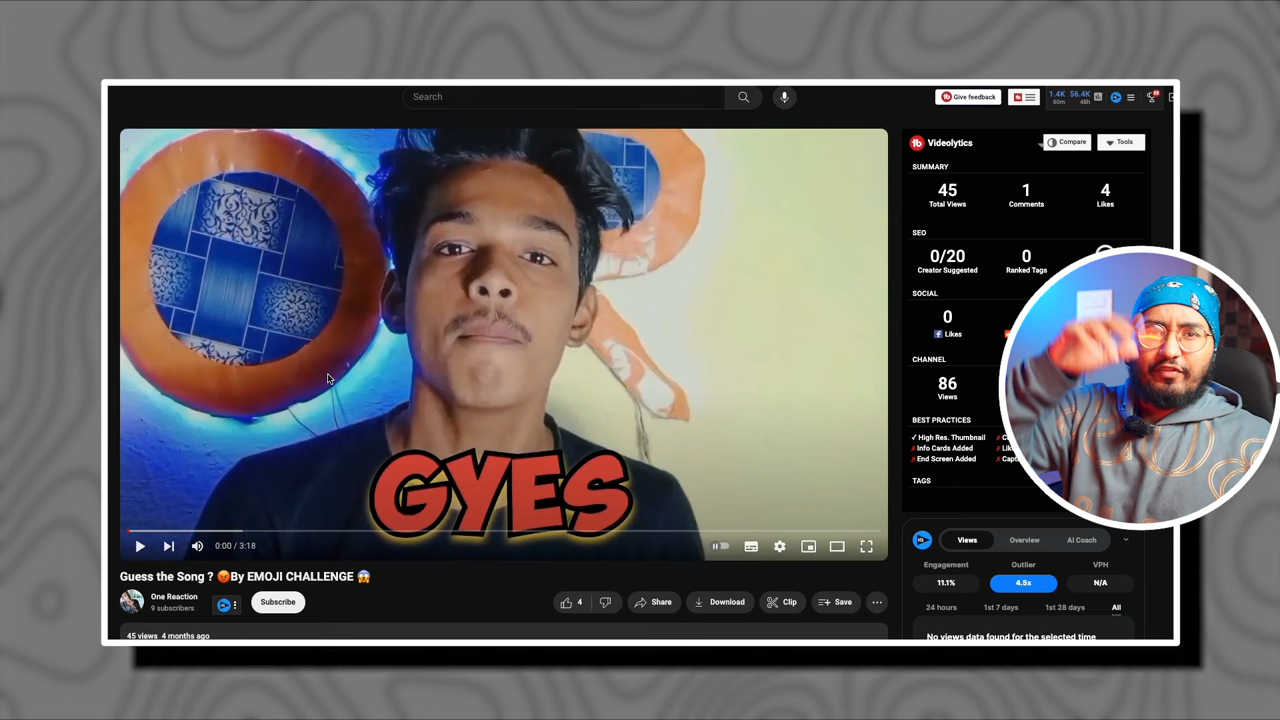 Search
Give feedback
1.4K 56.4K
60m 48h
Videolytics
Compare
Tools
SUMMARY
45 1 4
Total Views Comments Likes
SEO
0/20 0
Creator Suggested Ranked Tags
SOCIAL
0
Likes
CHANNEL
86
Views
BEST PRACTICES
✓ High Res. Thumbnail
✗ Info Cards Added
✗ End Screen Added
TAGS
GYES
0:00 / 3:18
Guess the Song ? 😡By EMOJI CHALLENGE 😱
One Reaction
9 subscribers
Subscribe
4
Share
Download
Clip
Save
45 views 4 months ago
Views Overview AI Coach
Engagement Outlier VPH
11.1% 4.5x N/A
24 hours 1st 7 days 1st 28 days All
No views data found for the selected time